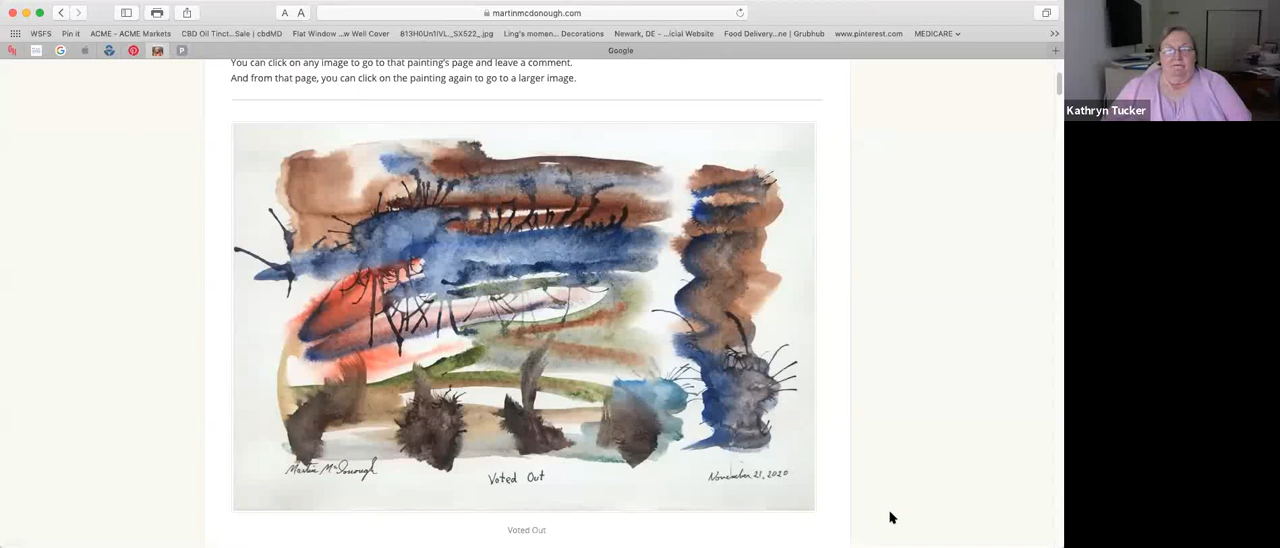 A A
martinmcdonough.com
WSFS Pin it ACME - ACME Markets CBD Oil Tinct...Sale | cbdMD Flat Window ...w Well Cover 813H0Un1IVL._SX522_.jpg Ling's momen... Decorations Newark, DE - ...icial Website Food Delivery...ne | Grubhub www.pinterest.com MEDICARE >>
G P Google
You can click on any image to go to that painting's page and leave a comment.
And from that page, you can click on the painting again to go to a larger image.
Kathryn Tucker
Martin McDonough Voted Out November 21, 2020
Voted Out